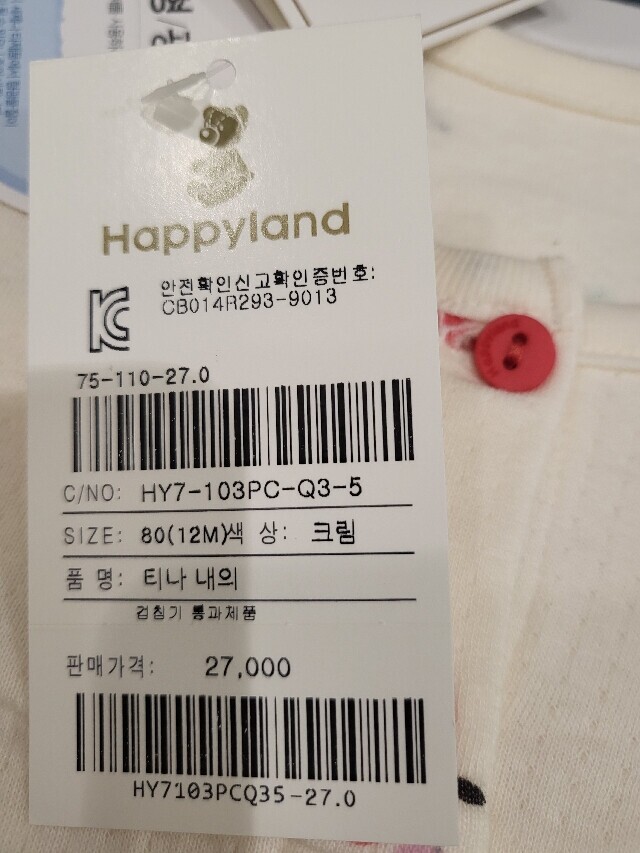 Happyland
안전확인신고확인증번호:
CB014R293-9013
75-110-27.0
C/NO: HY7-103PC-Q3-5
SIZE: 80(12M)색 상: 크림
품 명: 티나 내의
검침기 통과제품
판매가격: 27,000
HY7103PCQ35-27.0